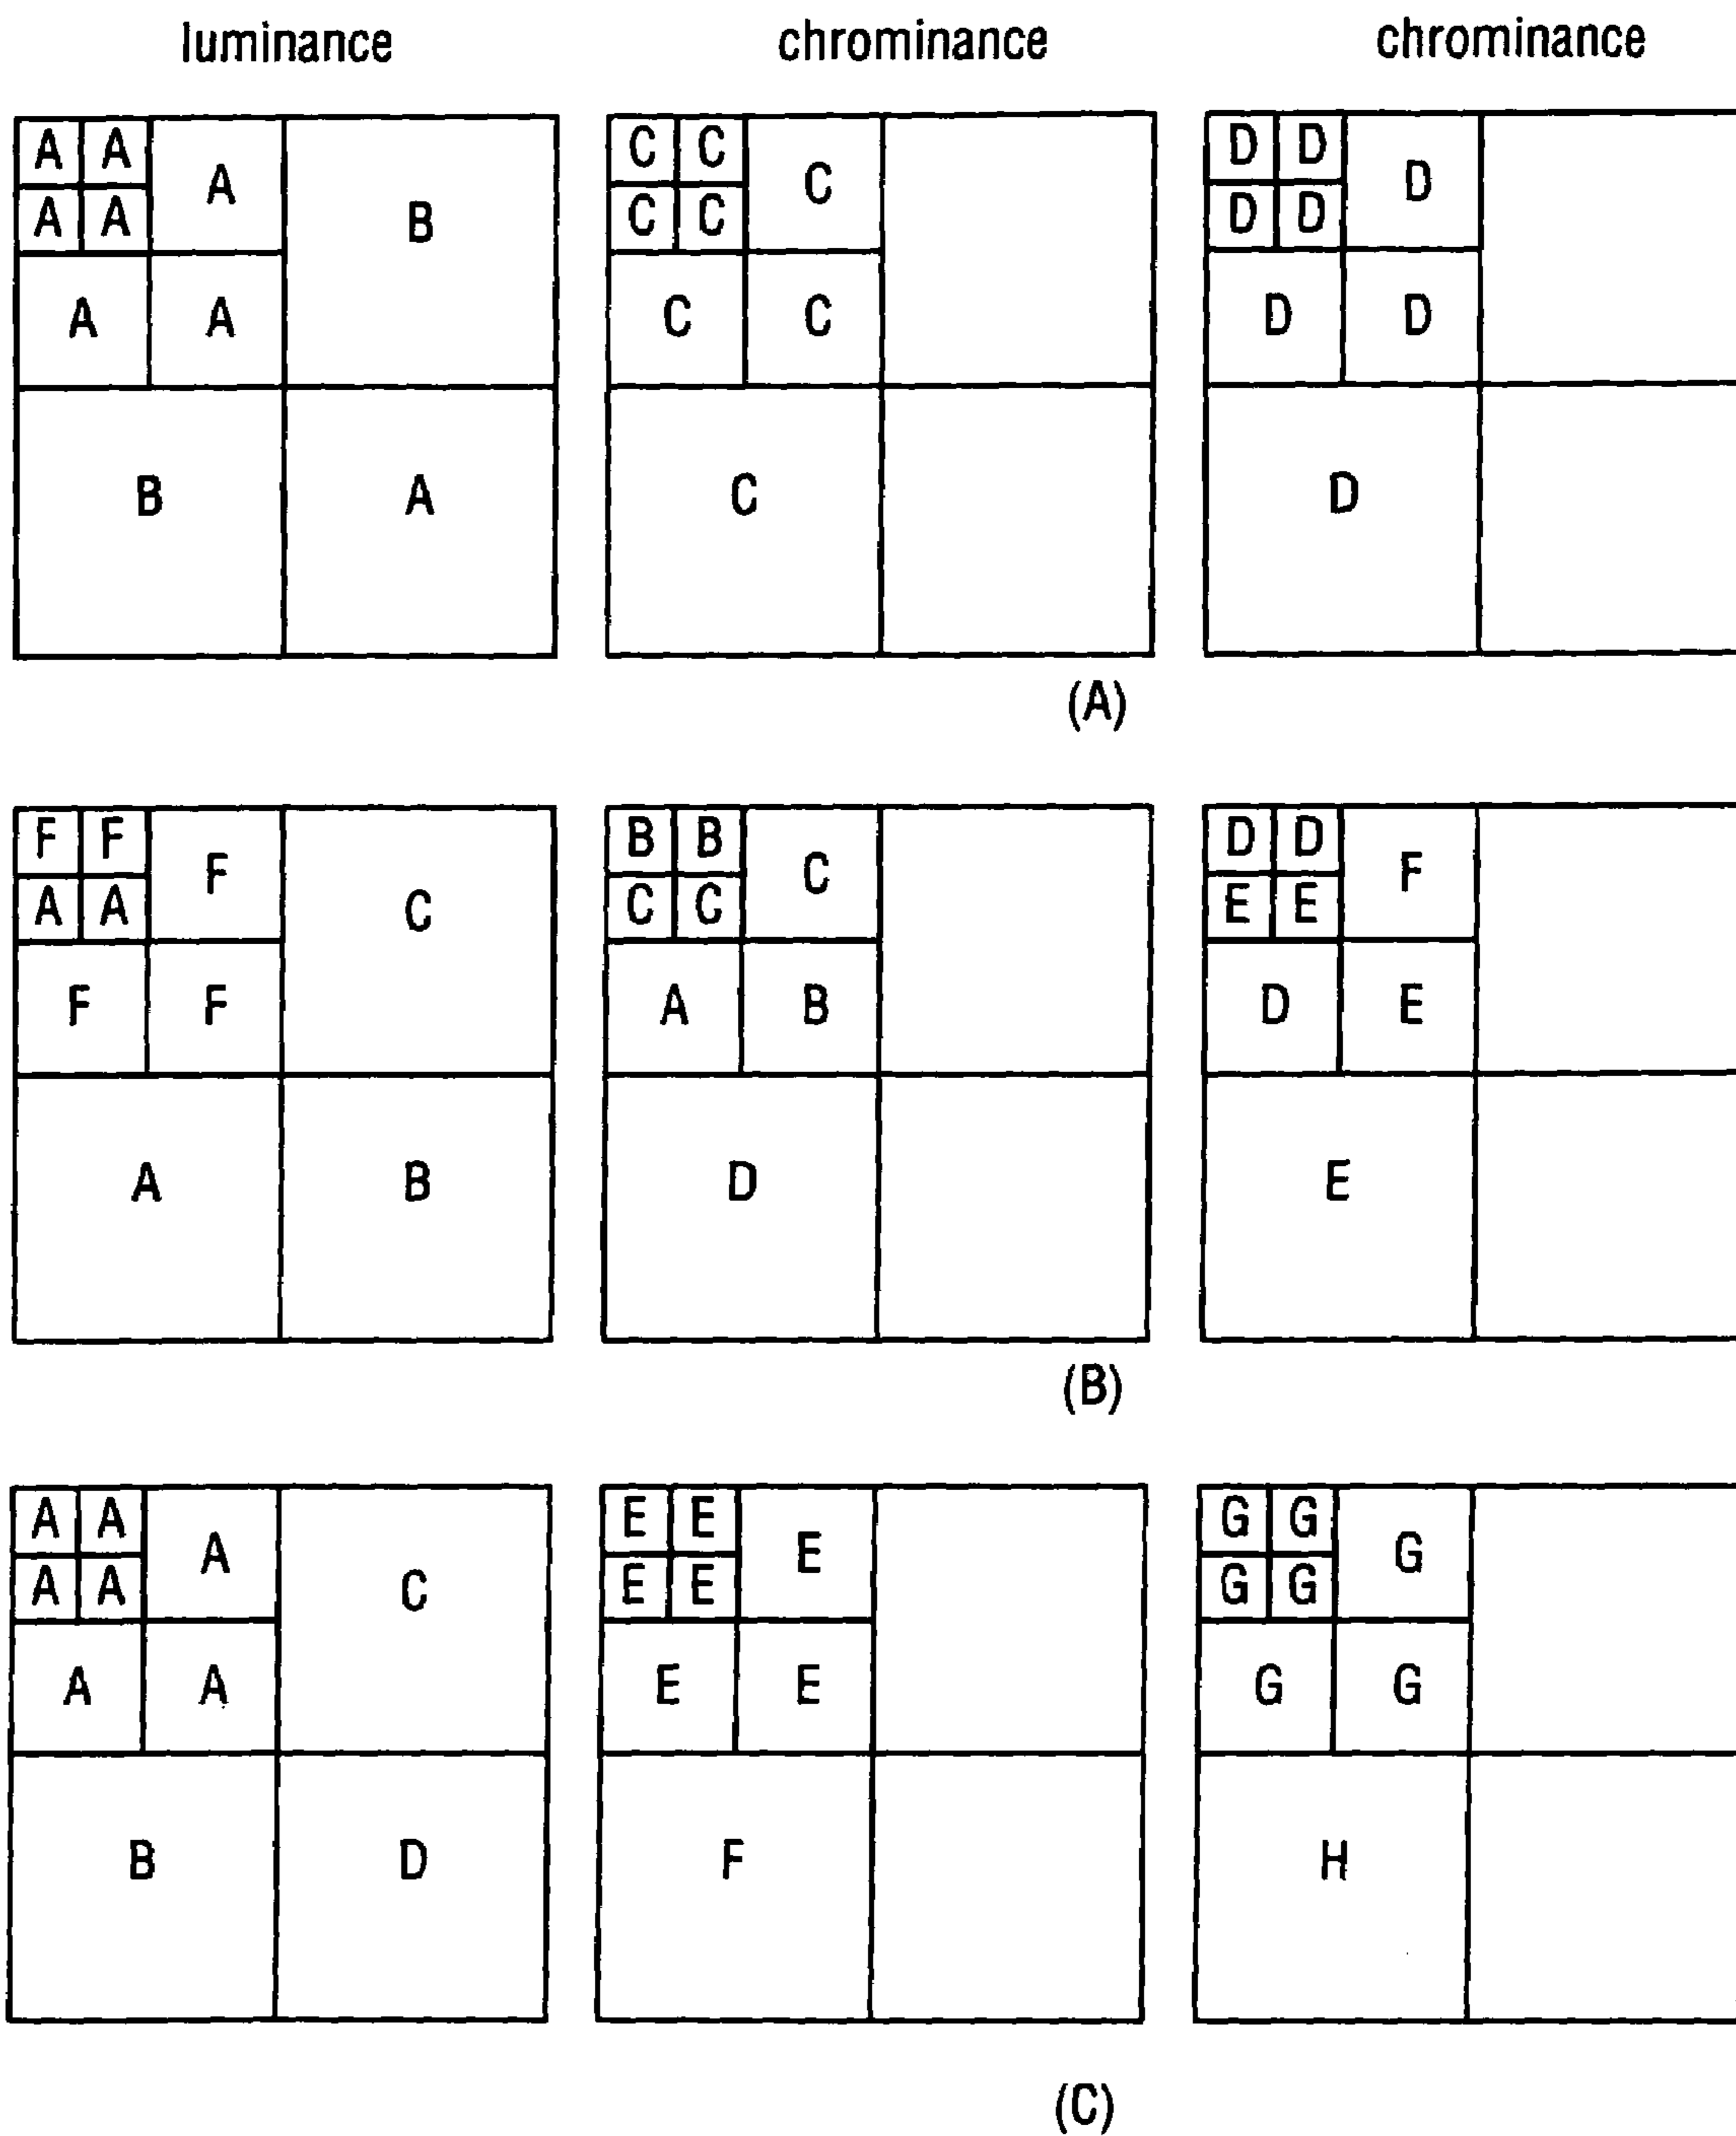 luminance chrominance chrominance
A A A B C C C D D D
A A C C D D
A A C C D D
B A C D
(A)
F F F C B B C D D F
A A C C E E
F F A B D E
A B D E
(B)
A A A C E E E G G G
A A E E G G
A A E E G G
B D F H
(C)